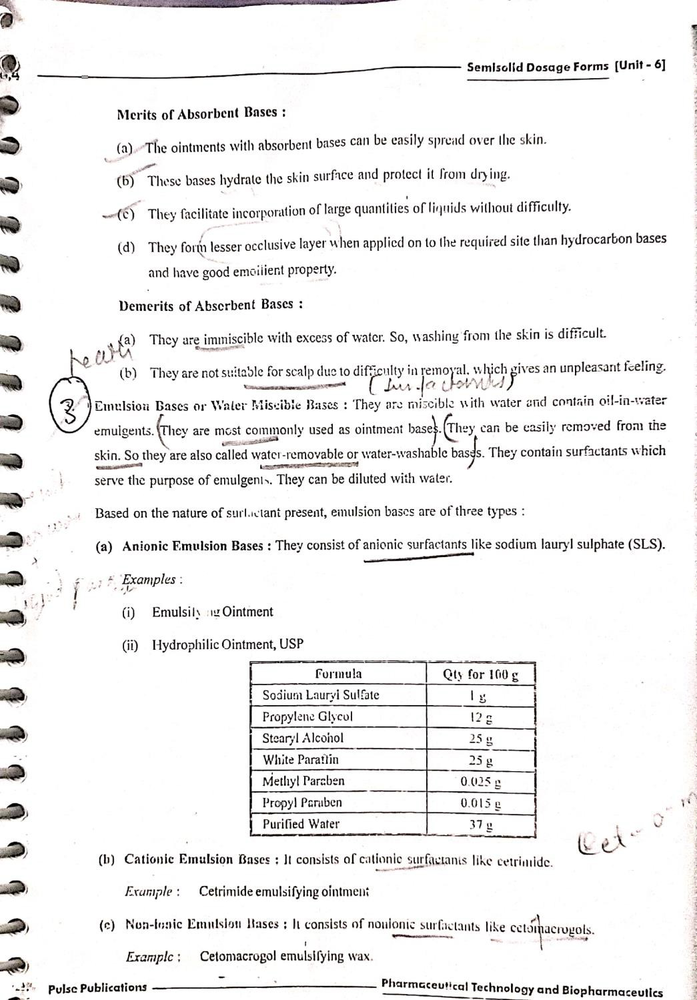 Semisolid Dosage Forms [Unit - 6]
Merits of Absorbent Bases :
(a) The ointments with absorbent bases can be easily spread over the skin.
(b) These bases hydrate the skin surface and protect it from drying.
(c) They facilitate incorporation of large quantities of liquids without difficulty.
(d) They form lesser occlusive layer when applied on to the required site than hydrocarbon bases
and have good emollient property.
Demerits of Absorbent Bases :
(a) They are immiscible with excess of water. So, washing from the skin is difficult.
(b) They are not suitable for scalp due to difficulty in removal, which gives an unpleasant feeling.
3 Emulsion Bases or Water Miscible Bases : They are miscible with water and contain oil-in-water
emulgents. They are most commonly used as ointment bases. They can be easily removed from the
skin. So they are also called water-removable or water-washable bases. They contain surfactants which
serve the purpose of emulgents. They can be diluted with water.
Based on the nature of surfactant present, emulsion bases are of three types :
(a) Anionic Emulsion Bases : They consist of anionic surfactants like sodium lauryl sulphate (SLS).
Examples :
(i) Emulsifying Ointment
(ii) Hydrophilic Ointment, USP
Formula Qty for 100 g
Sodium Lauryl Sulfate 1 g
Propylene Glycol 12 g
Stearyl Alcohol 25 g
White Paraffin 25 g
Methyl Paraben 0.025 g
Propyl Paraben 0.015 g
Purified Water 37 g
(b) Cationic Emulsion Bases : It consists of cationic surfactants like cetrimide.
Example : Cetrimide emulsifying ointment
(c) Non-Ionic Emulsion Bases : It consists of nonionic surfactants like cetomacrogols.
Example : Cetomacrogol emulsifying wax.
Pulse Publications Pharmaceutical Technology and Biopharmaceutics